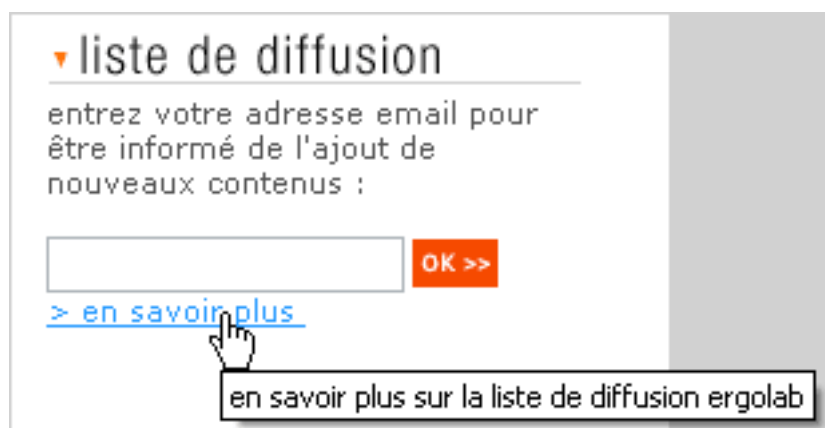 liste de diffusion
entrez votre adresse email pour
être informé de l'ajout de
nouveaux contenus :
OK >>
> en savoir plus
en savoir plus sur la liste de diffusion ergolab